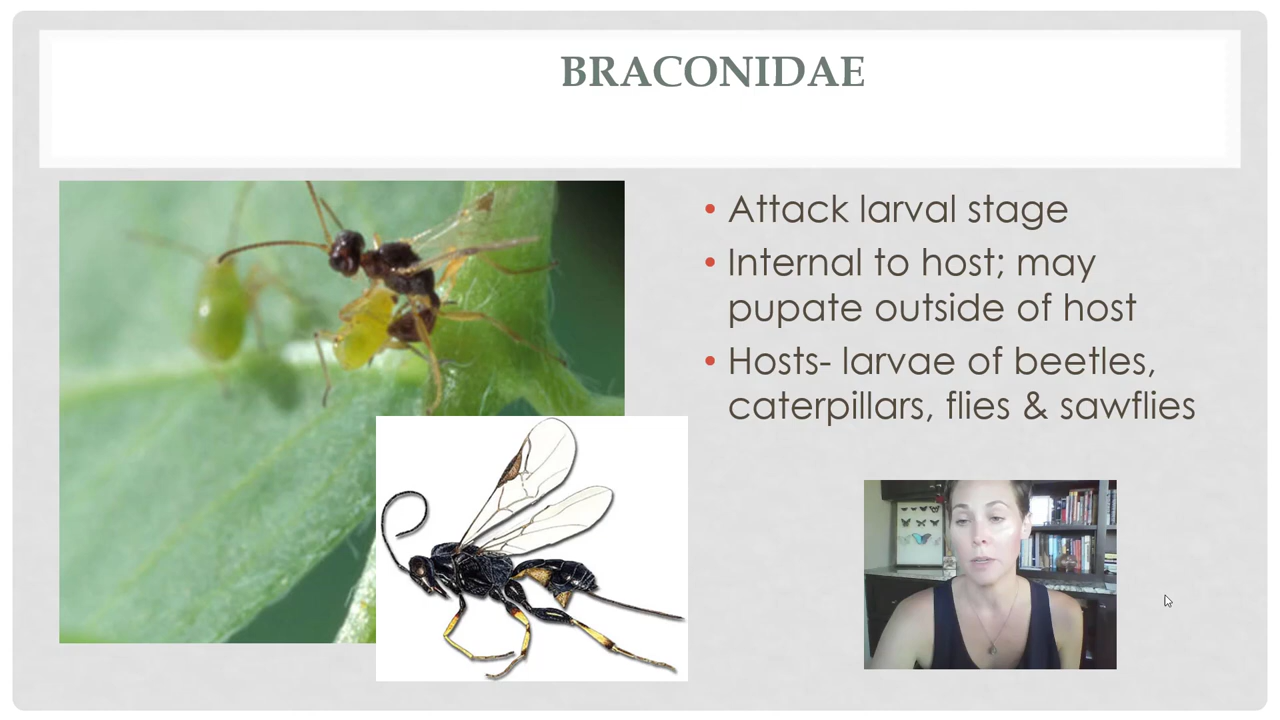 BRACONIDAE
• Attack larval stage
• Internal to host; may
pupate outside of host
• Hosts- larvae of beetles,
caterpillars, flies & sawflies